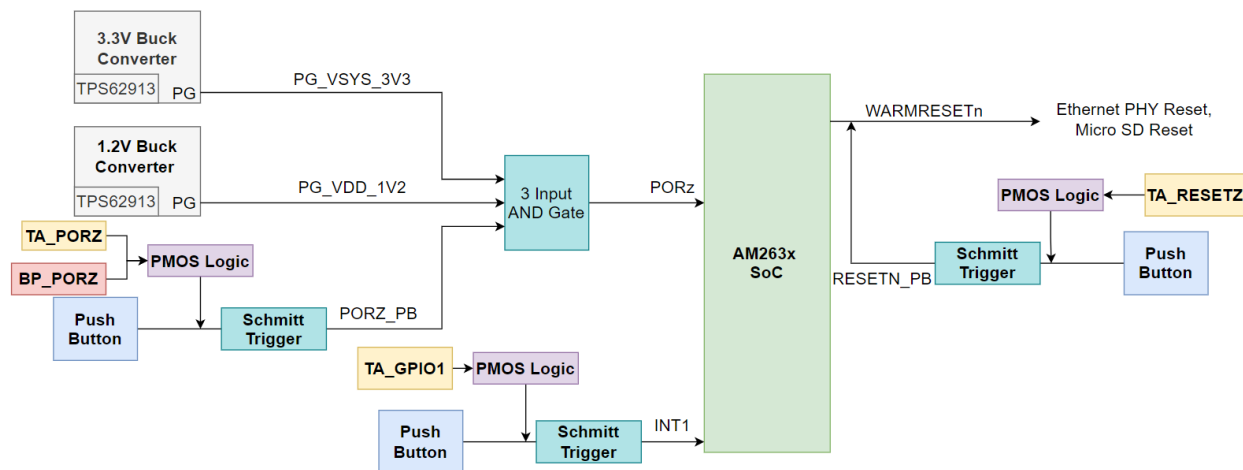 3.3V Buck
Converter
TPS62913
PG
PG_VSYS_3V3
1.2V Buck
Converter
TPS62913
PG
PG_VDD_1V2
TA_PORZ
BP_PORZ
PMOS Logic
Push
Button
Schmitt
Trigger
PORZ_PB
3 Input
AND Gate
PORz
TA_GPIO1
PMOS Logic
Push
Button
Schmitt
Trigger
INT1
AM263x
SoC
WARMRESETn
Ethernet PHY Reset,
Micro SD Reset
PMOS Logic
TA_RESETZ
RESETN_PB
Schmitt
Trigger
Push
Button